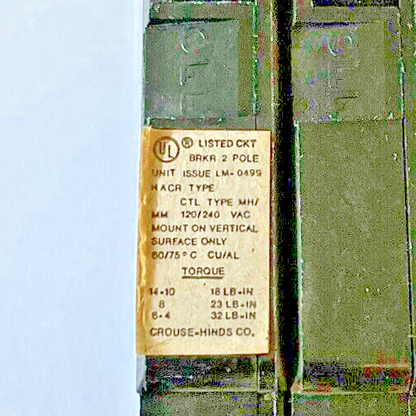 UL ® LISTED CKT
BRKR 2 POLE
UNIT ISSUE LM-0499
HACR TYPE
CTL TYPE MH/
MM 120/240 VAC
MOUNT ON VERTICAL
SURFACE ONLY
60/75°C CU/AL
TORQUE
14-10 18 LB-IN
8 23 LB-IN
6-4 32 LB-IN
CROUSE-HINDS CO.